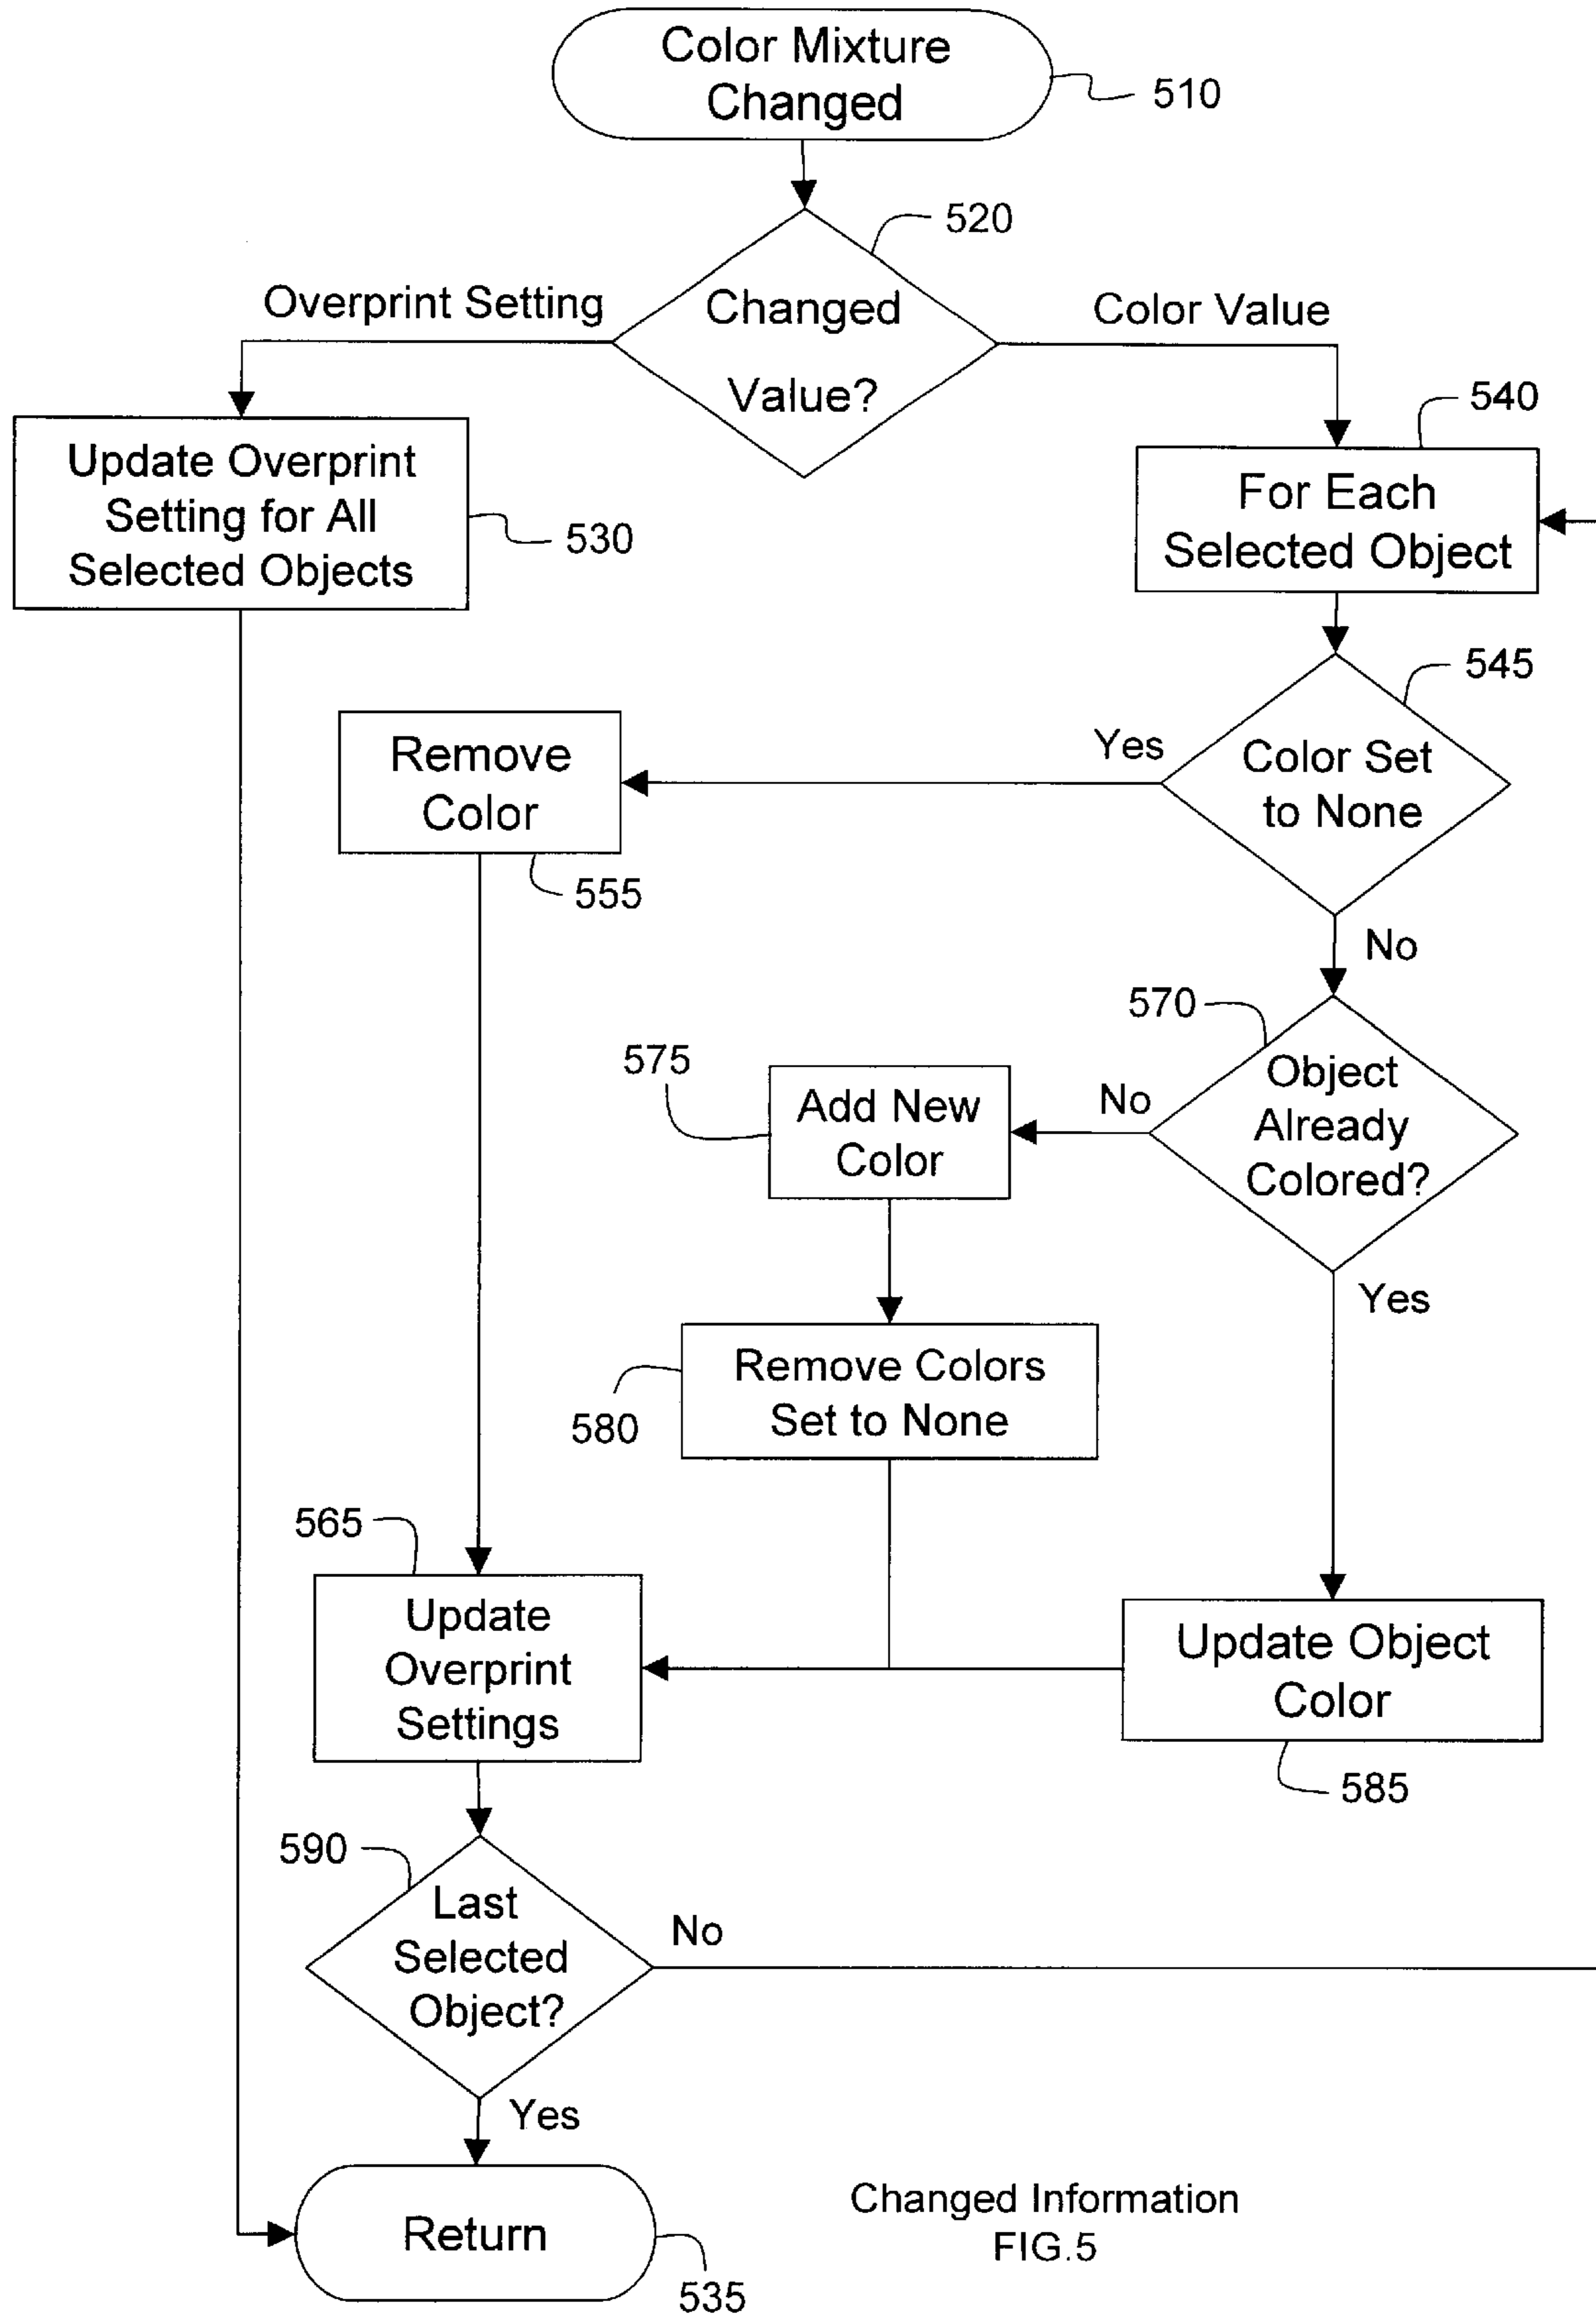 Color Mixture
Changed
510
520
Changed
Value?
Overprint Setting
Color Value
540
Update Overprint
Setting for All
Selected Objects
530
For Each
Selected Object
545
Color Set
to None
Yes
Remove
Color
555
No
570
Object
Already
Colored?
No
575
Add New
Color
Yes
Remove Colors
Set to None
580
565
Update
Overprint
Settings
Update Object
Color
585
590
Last
Selected
Object?
No
Yes
Return
535
Changed Information
FIG.5